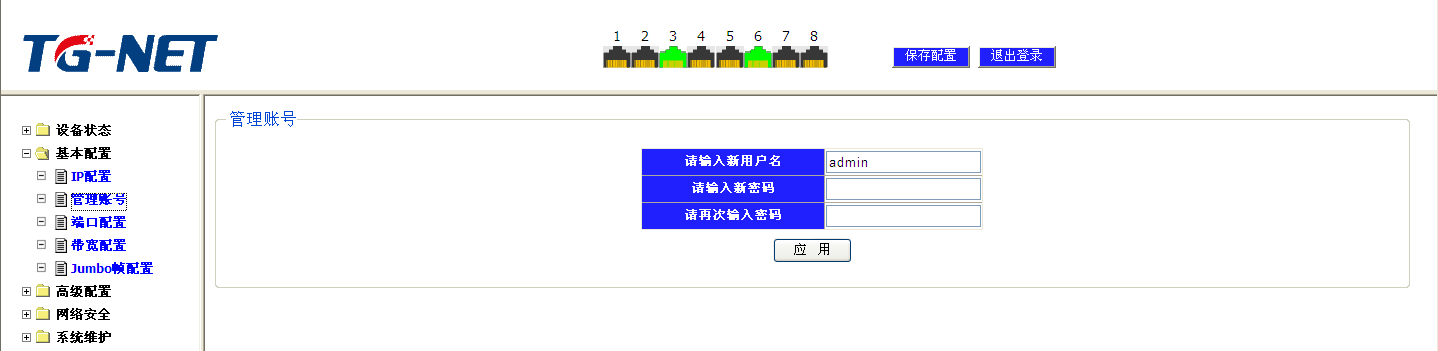 TG-NET
1 2 3 4 5 6 7 8
保存配置 退出登录
设备状态
基本配置
IP配置
管理账号
端口配置
带宽配置
Jumbo帧配置
高级配置
网络安全
系统维护
管理账号
请输入新用户名 admin
请输入新密码
请再次输入密码
应 用